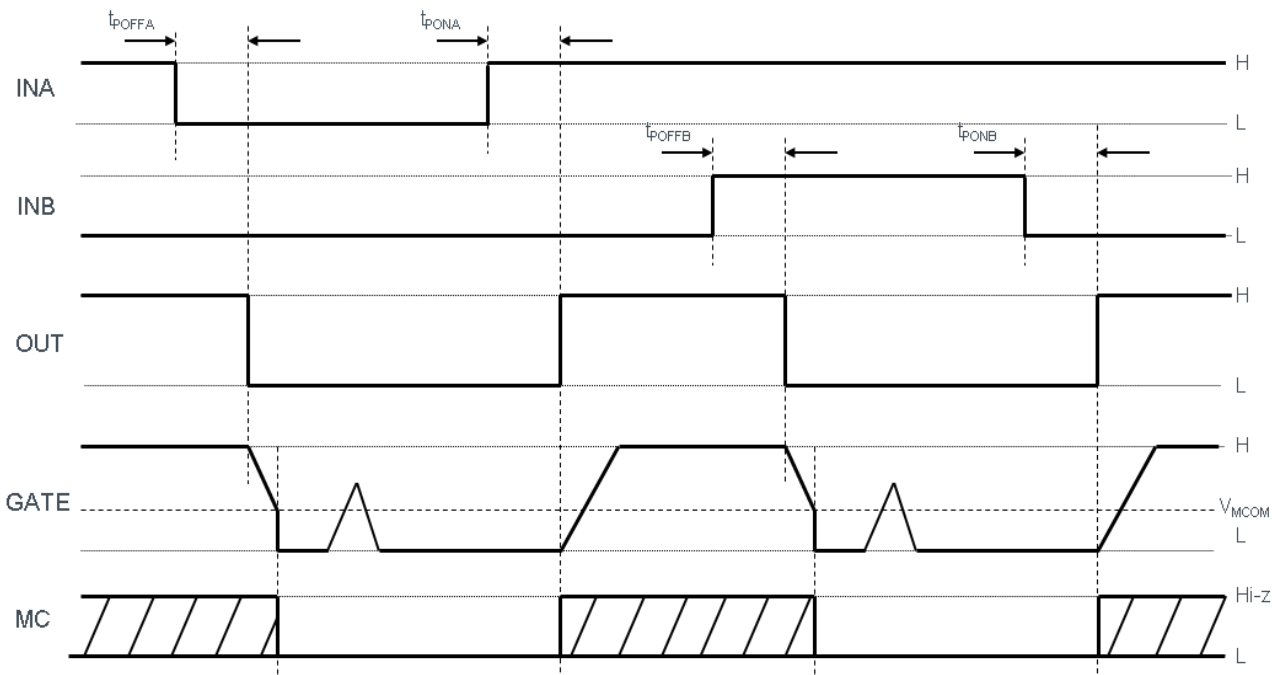 tPOFFA
tPONA
INA
H
L
tPOFFB
tPONB
INB
H
L
OUT
H
L
GATE
H
VMCOM
L
MC
Hi-z
L